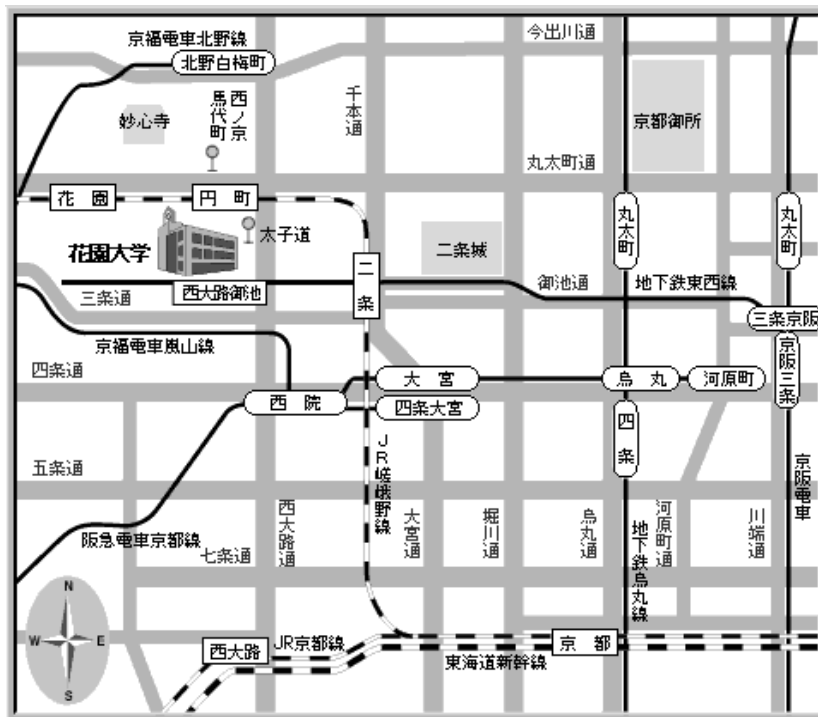 今出川通
京福電車北野線
北野白梅町
西ノ京
馬代町
千本通
妙心寺
京都御所
丸太町通
花園
円町
丸太町
丸太町
太子道
花園大学
二条城
二条
御池通
地下鉄東西線
三条通
西大路御池
三条京阪
京福電車嵐山線
京阪三条
四条通
大宮
烏丸
河原町
西院
四条大宮
四条
JR嵯峨野線
五条通
京阪電車
西大路通
大宮通
堀川通
烏丸通
地下鉄烏丸線
河原町通
川端通
阪急電車京都線
七条通
N
W
E
S
西大路
JR京都線
京都
東海道新幹線